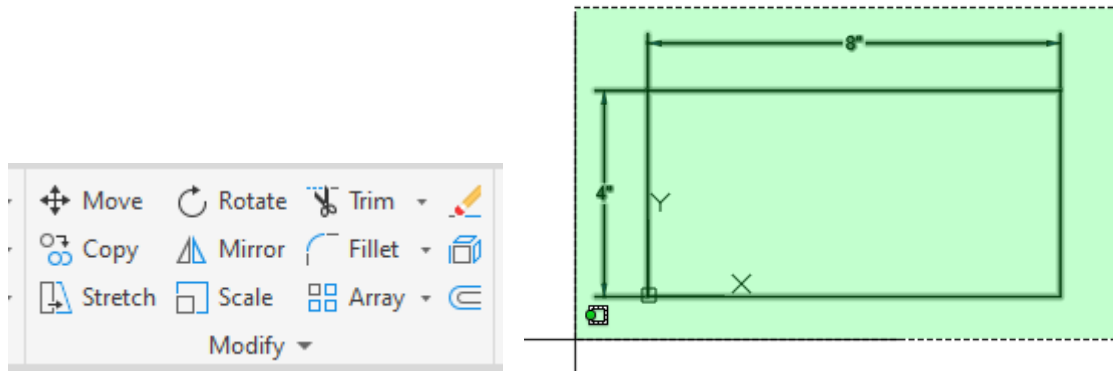 Move Rotate Trim
Copy Mirror Fillet
Stretch Scale Array
Modify
8"
4"
Y
X